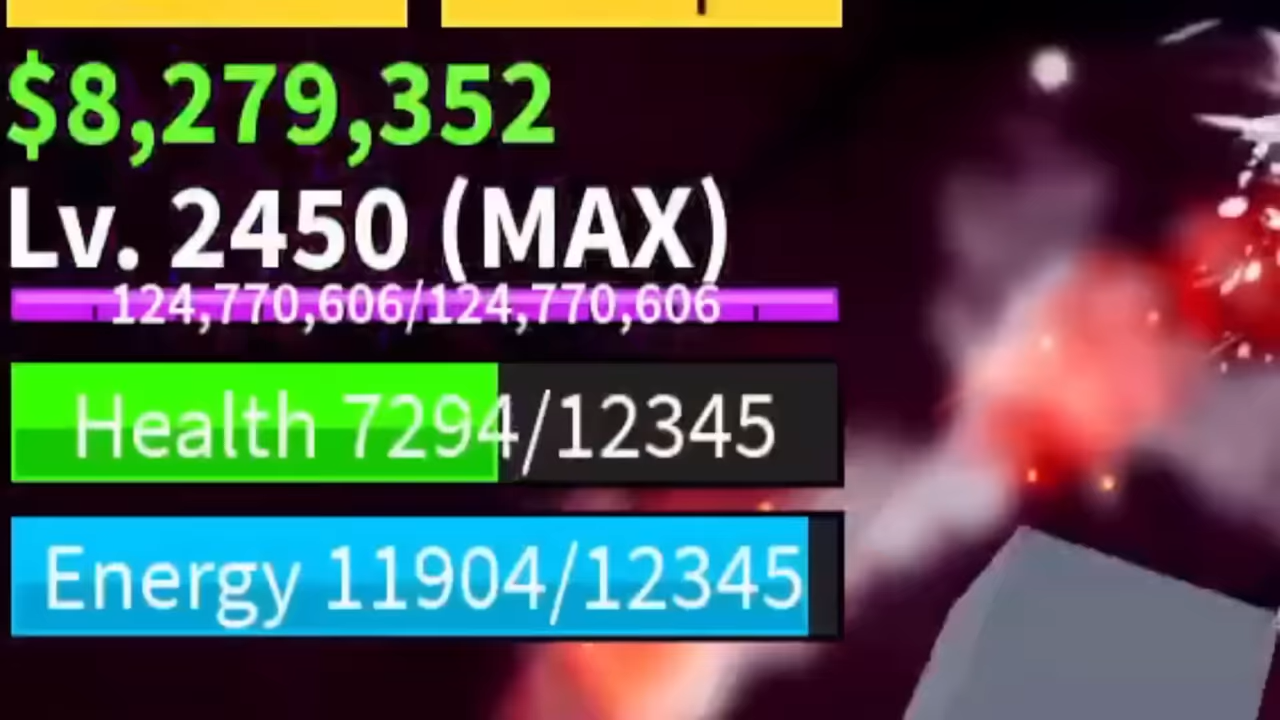 $8,279,352
Lv. 2450 (MAX)
124,770,606/124,770,606
Health 7294/12345
Energy 11904/12345